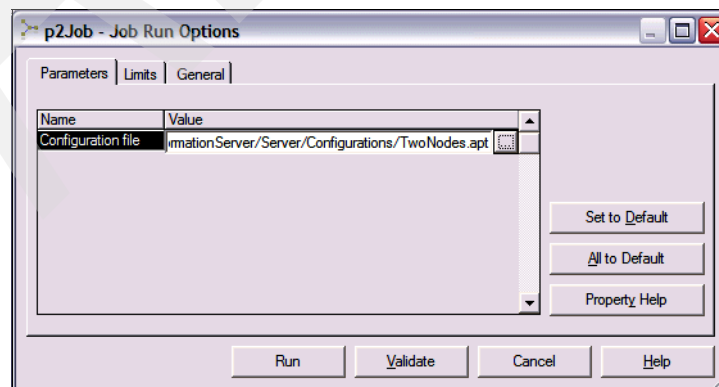 p2Job - Job Run Options
Parameters Limits General
Name Value
Configuration file rmationServer/Server/Configurations/TwoNodes.apt ...
Set to Default
All to Default
Property Help
Run Validate Cancel Help